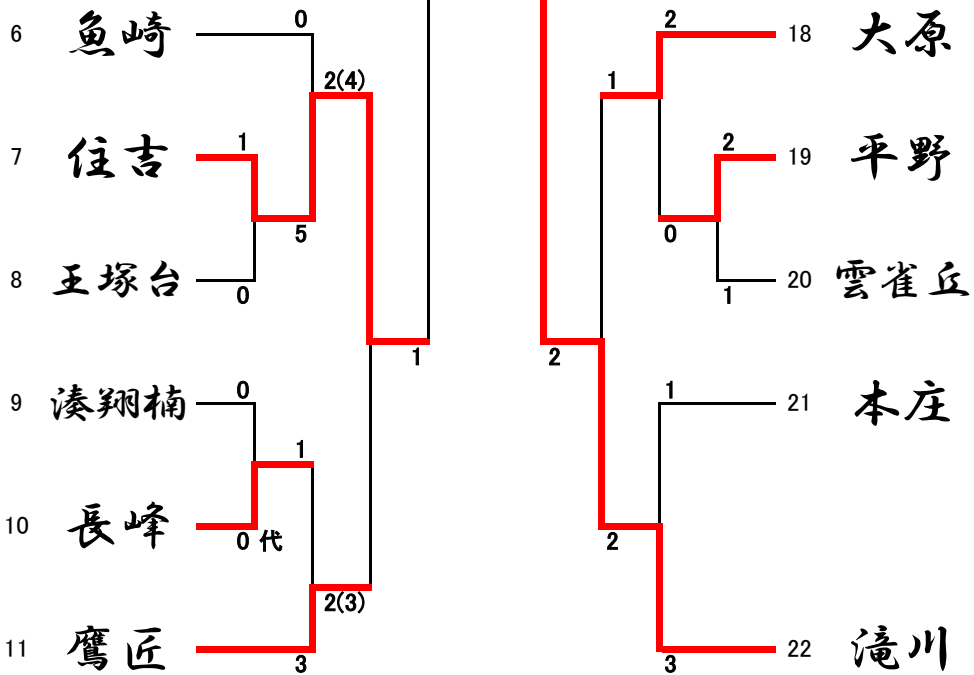 6 魚崎 0
2(4)
7 住吉 1
5
8 王塚台 0
1
9 湊翔楠 0
1
10 長峰 0 代
2(3)
11 鷹匠 3
2 18 大原
1
2 19 平野
0
1 20 雲雀丘
2
1 21 本庄
2
3 22 滝川